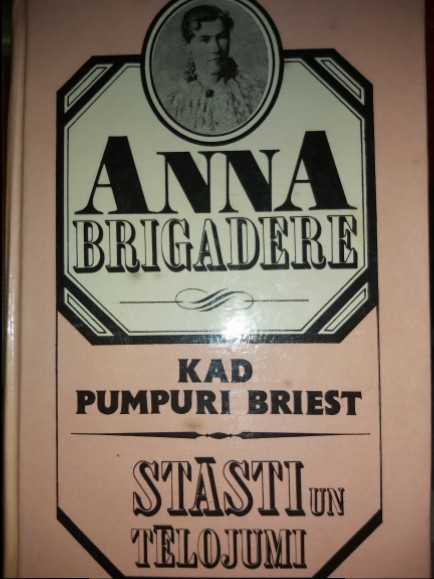 ANNA
BRIGADERE
KAD
PUMPURI BRIEST
STĀSTI UN
TĒLOJUMI